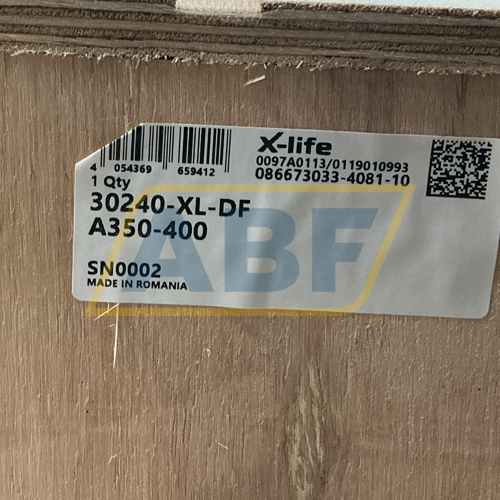 X-life
4 054369 659412
0097A0113/0119010993
086673033-4081-10
1 Qty
30240-XL-DF
A350-400
ABF
SN0002
MADE IN ROMANIA